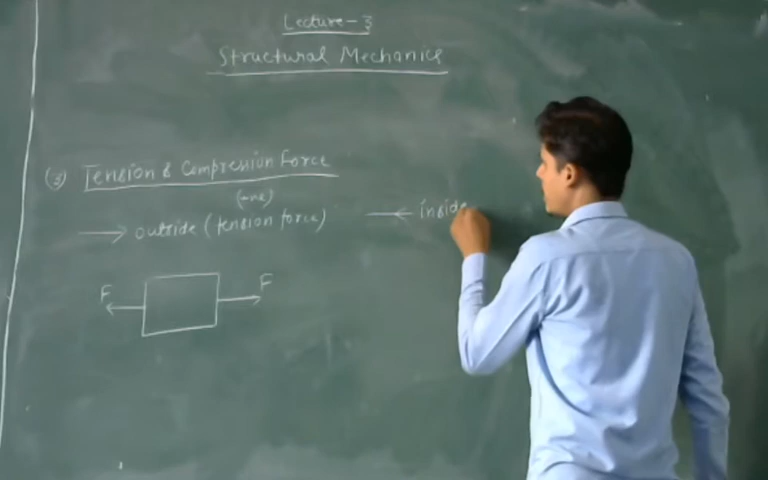 Lecture-3
Structural Mechanics
(3) Tension & Compression Force
(+ve)
→ outside (tension force) ← inside
F F